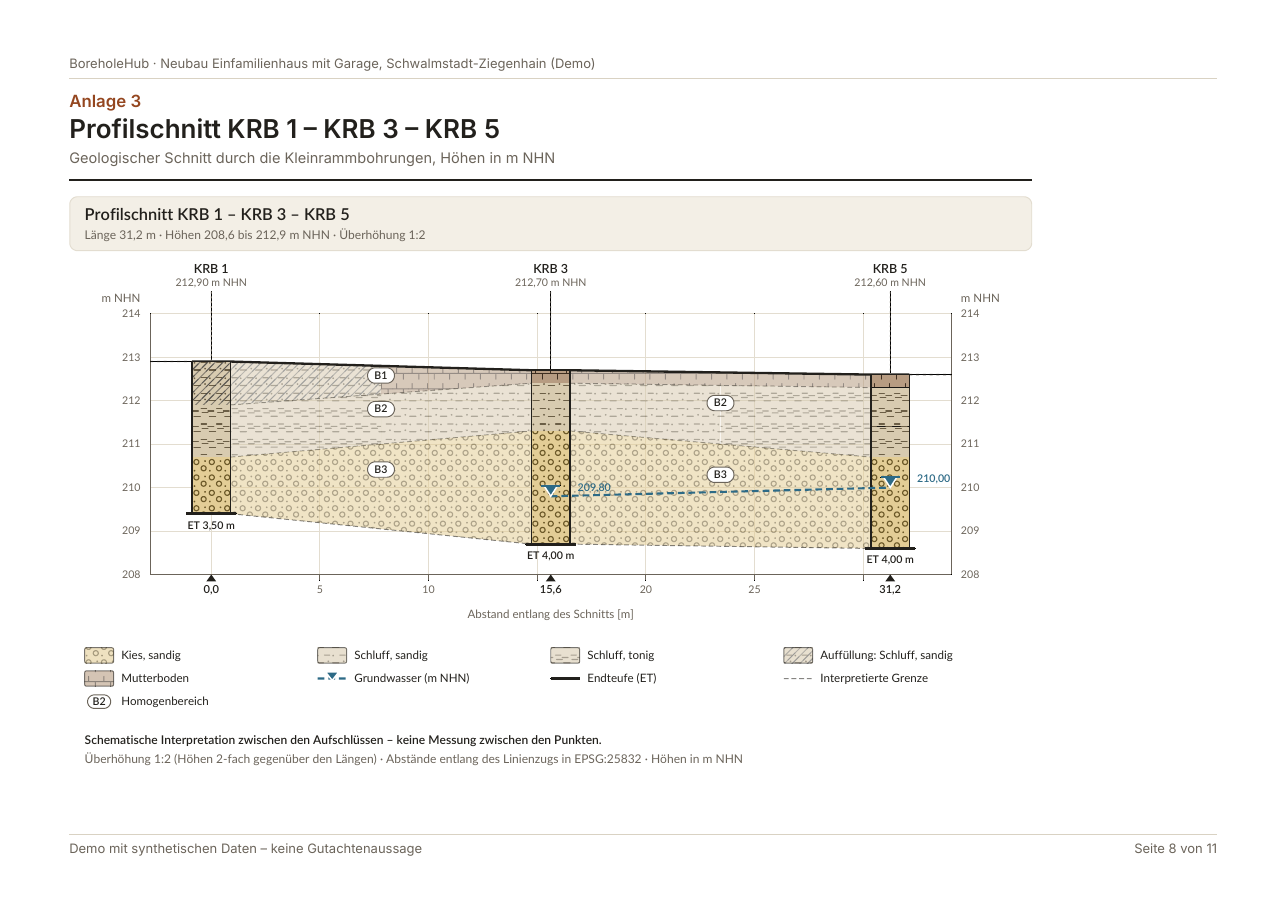 BoreholeHub · Neubau Einfamilienhaus mit Garage, Schwalmstadt-Ziegenhain (Demo)
Anlage 3
Profilschnitt KRB 1 – KRB 3 – KRB 5
Geologischer Schnitt durch die Kleinrammbohrungen, Höhen in m NHN
Profilschnitt KRB 1 – KRB 3 – KRB 5
Länge 31,2 m · Höhen 208,6 bis 212,9 m NHN · Überhöhung 1:2
KRB 1 KRB 3 KRB 5
212,90 m NHN 212,70 m NHN 212,60 m NHN
m NHN m NHN
214 214
213 213
B1
212 B2 B2 212
211 211
B3 B3
210 209,80 210,00 210
209 209
ET 3,50 m ET 4,00 m ET 4,00 m
208 208
0,0 5 10 15,6 20 25 31,2
Abstand entlang des Schnitts [m]
Kies, sandig Schluff, sandig Schluff, tonig Auffüllung: Schluff, sandig
Mutterboden Grundwasser (m NHN) Endteufe (ET) Interpretierte Grenze
B2 Homogenbereich
Schematische Interpretation zwischen den Aufschlüssen – keine Messung zwischen den Punkten.
Überhöhung 1:2 (Höhen 2-fach gegenüber den Längen) · Abstände entlang des Linienzugs in EPSG:25832 · Höhen in m NHN
Demo mit synthetischen Daten – keine Gutachtenaussage Seite 8 von 11